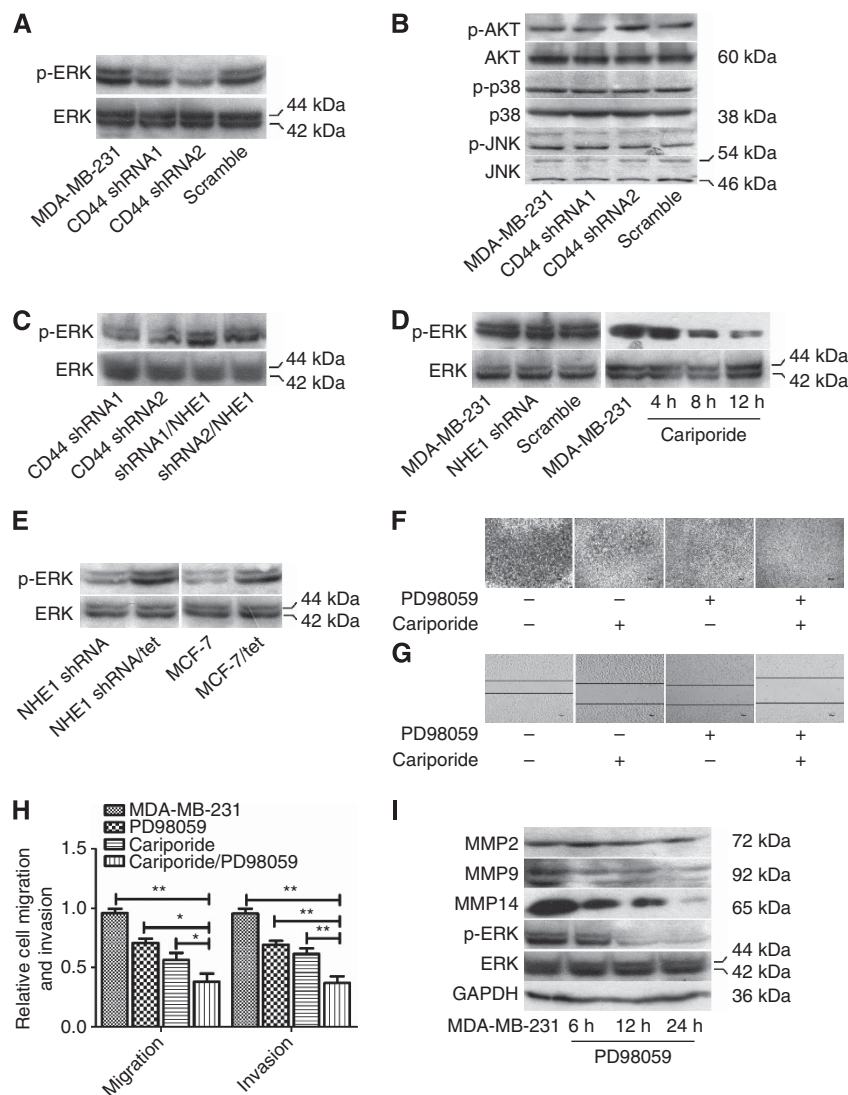 A
p-ERK
ERK
44 kDa
42 kDa
MDA-MB-231
CD44 shRNA1
CD44 shRNA2
Scramble
B
p-AKT
AKT
60 kDa
p-p38
p38
38 kDa
p-JNK
54 kDa
JNK
46 kDa
MDA-MB-231
CD44 shRNA1
CD44 shRNA2
Scramble
C
p-ERK
ERK
44 kDa
42 kDa
CD44 shRNA1
CD44 shRNA2
shRNA1/NHE1
shRNA2/NHE1
D
p-ERK
ERK
44 kDa
42 kDa
MDA-MB-231
NHE1 shRNA
Scramble
MDA-MB-231
4 h 8 h 12 h
Cariporide
E
p-ERK
ERK
44 kDa
42 kDa
NHE1 shRNA
NHE1 shRNA/tet
MCF-7
MCF-7/tet
F
PD98059 – – + +
Cariporide – + – +
G
PD98059 – – + +
Cariporide – + – +
H
MDA-MB-231
PD98059
Cariporide
Cariporide/PD98059
Relative cell migration
and invasion
1.5
1.0
0.5
0.0
** **
* **
* **
Migration
Invasion
I
MMP2 72 kDa
MMP9 92 kDa
MMP14 65 kDa
p-ERK
44 kDa
ERK
42 kDa
GAPDH 36 kDa
MDA-MB-231 6 h 12 h 24 h
PD98059